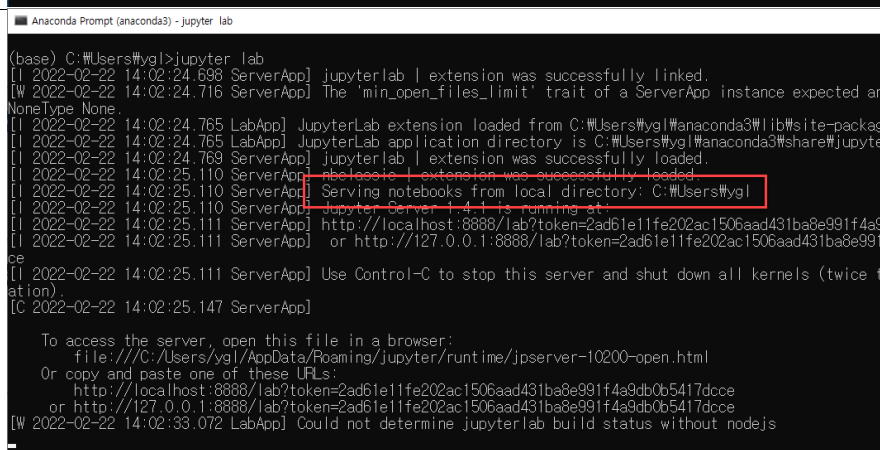 Anaconda Prompt (anaconda3) - jupyter lab
(base) C:₩Users₩ygl>jupyter lab
[I 2022-02-22 14:02:24.698 ServerApp] jupyterlab | extension was successfully linked.
[W 2022-02-22 14:02:24.716 ServerApp] The 'min_open_files_limit' trait of a ServerApp instance expected an
NoneType None.
[I 2022-02-22 14:02:24.765 LabApp] JupyterLab extension loaded from C:₩Users₩ygl₩anaconda3₩lib₩site-packag
[I 2022-02-22 14:02:24.765 LabApp] JupyterLab application directory is C:₩Users₩ygl₩anaconda3₩share₩jupyte
[I 2022-02-22 14:02:24.769 ServerApp] jupyterlab | extension was successfully loaded.
[I 2022-02-22 14:02:25.110 ServerApp] nbclassic | extension was successfully loaded.
[I 2022-02-22 14:02:25.110 ServerApp] Serving notebooks from local directory: C:₩Users₩ygl
[I 2022-02-22 14:02:25.110 ServerApp] Jupyter Server 1.4.1 is running at:
[I 2022-02-22 14:02:25.111 ServerApp] http://localhost:8888/lab?token=2ad61e11fe202ac1506aad431ba8e991f4a9
[I 2022-02-22 14:02:25.111 ServerApp]  or http://127.0.0.1:8888/lab?token=2ad61e11fe202ac1506aad431ba8e991
ce
[I 2022-02-22 14:02:25.111 ServerApp] Use Control-C to stop this server and shut down all kernels (twice t
ation).
[C 2022-02-22 14:02:25.147 ServerApp]
To access the server, open this file in a browser:
file:///C:/Users/ygl/AppData/Roaming/jupyter/runtime/jpserver-10200-open.html
Or copy and paste one of these URLs:
http://localhost:8888/lab?token=2ad61e11fe202ac1506aad431ba8e991f4a9db0b5417dcce
or http://127.0.0.1:8888/lab?token=2ad61e11fe202ac1506aad431ba8e991f4a9db0b5417dcce
[W 2022-02-22 14:02:33.072 LabApp] Could not determine jupyterlab build status without nodejs